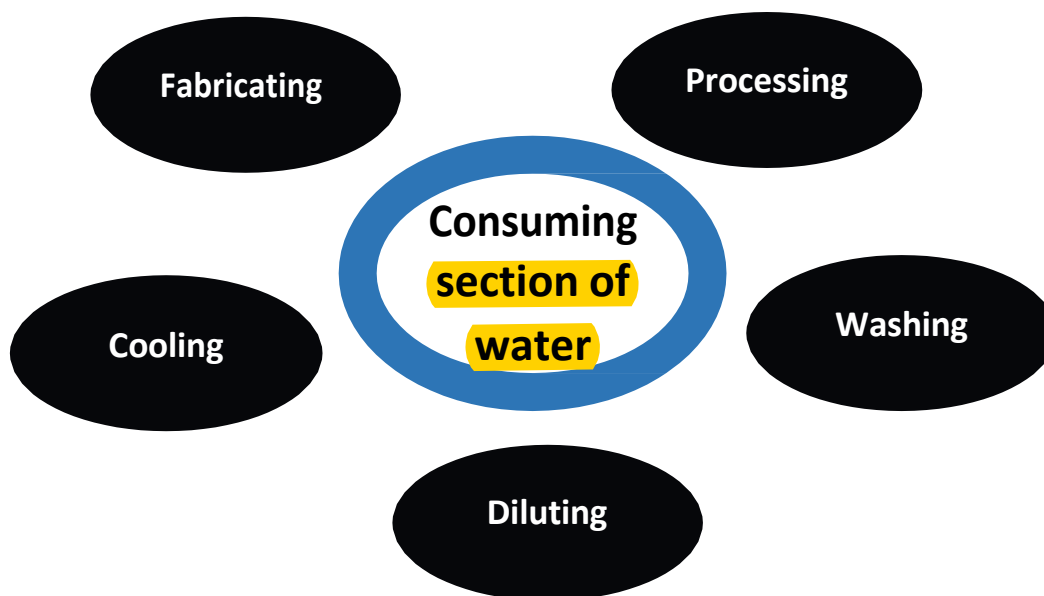 Fabricating
Processing
Consuming
section of
water
Cooling
Washing
Diluting